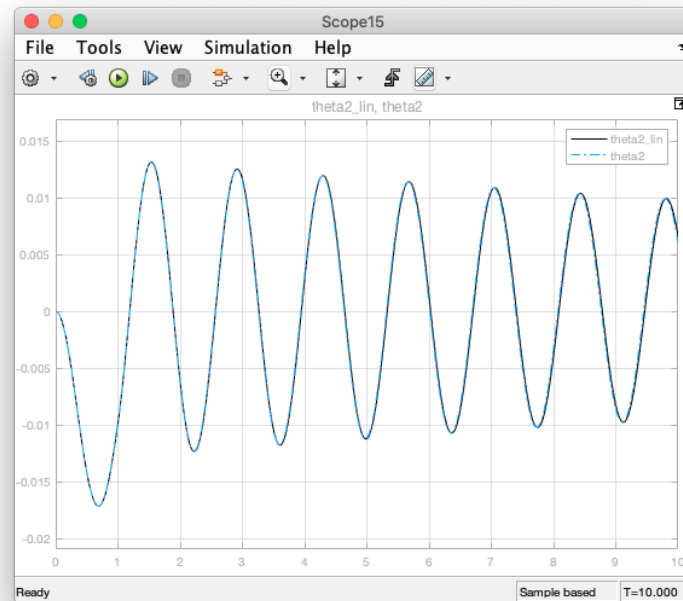 Scope15
File Tools View Simulation Help
theta2_lin, theta2
theta2_lin
theta2
0.015
0.01
0.005
0
-0.005
-0.01
-0.015
-0.02
0 1 2 3 4 5 6 7 8 9 10
Ready Sample based T=10.000